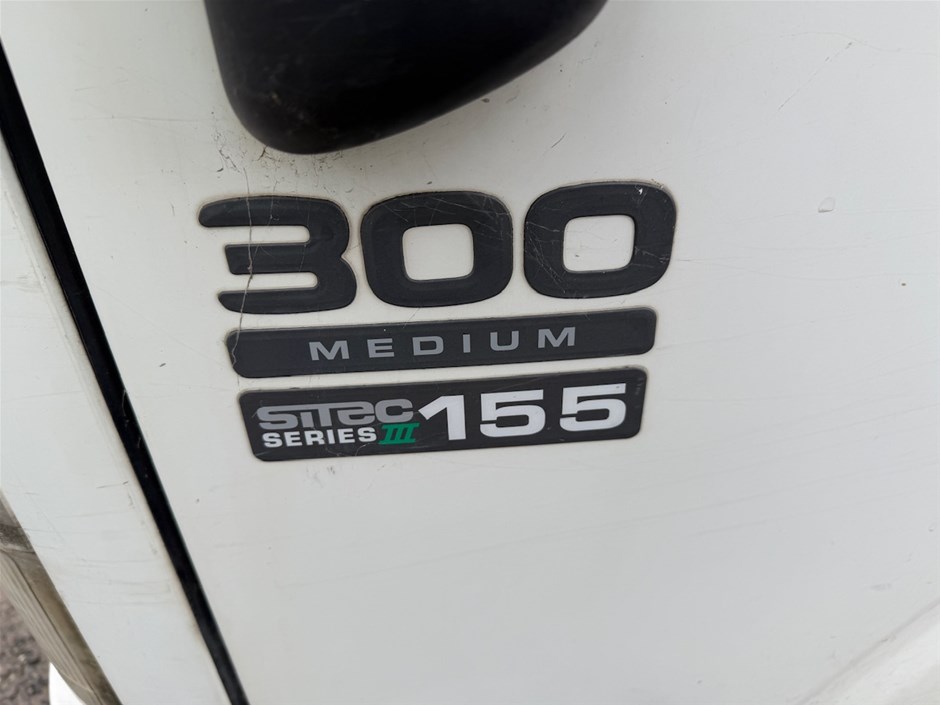 300
MEDIUM
SiTEC 155
SERIES III